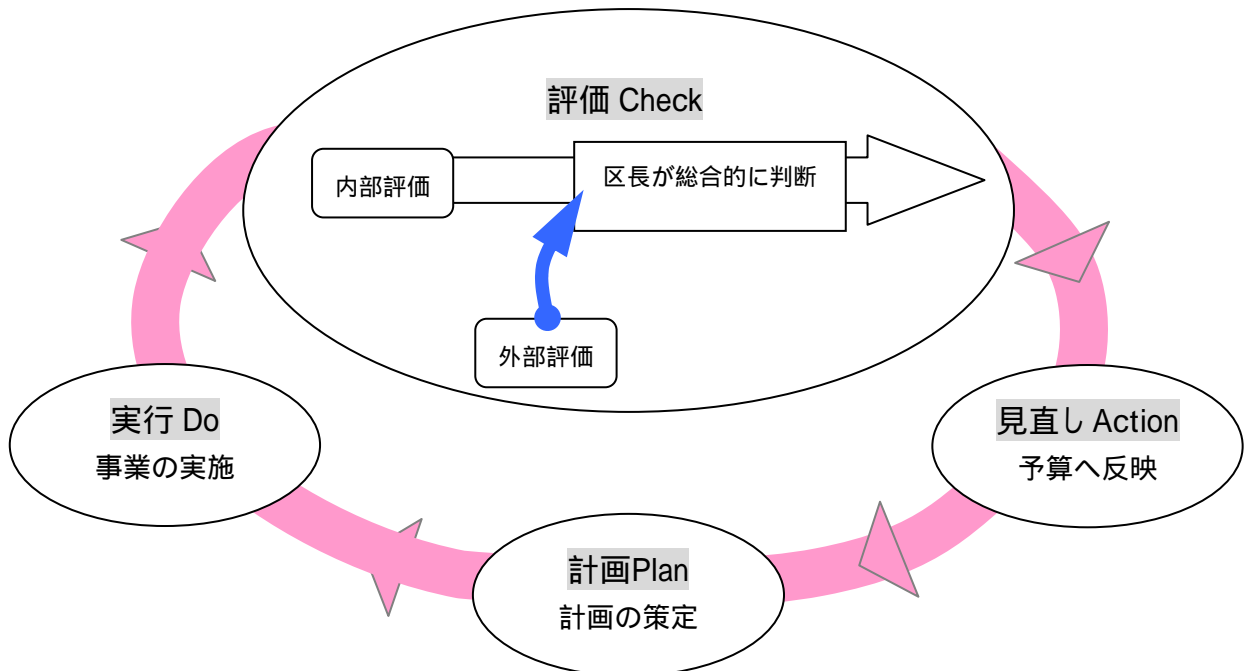 評価 Check
内部評価
区長が総合的に判断
外部評価
実行 Do
事業の実施
見直し Action
予算へ反映
計画Plan
計画の策定